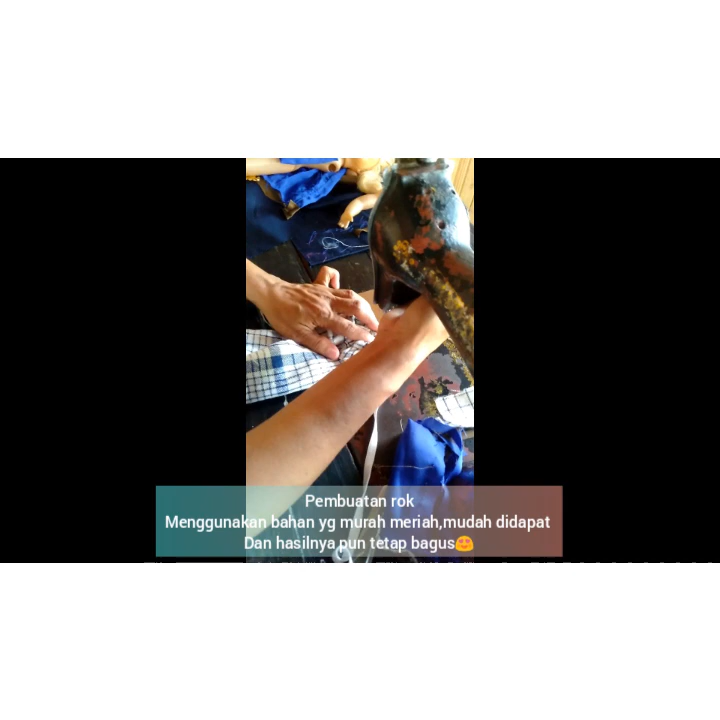 Pembuatan rok
Menggunakan bahan yg murah meriah,mudah didapat
Dan hasilnya pun tetap bagus😍